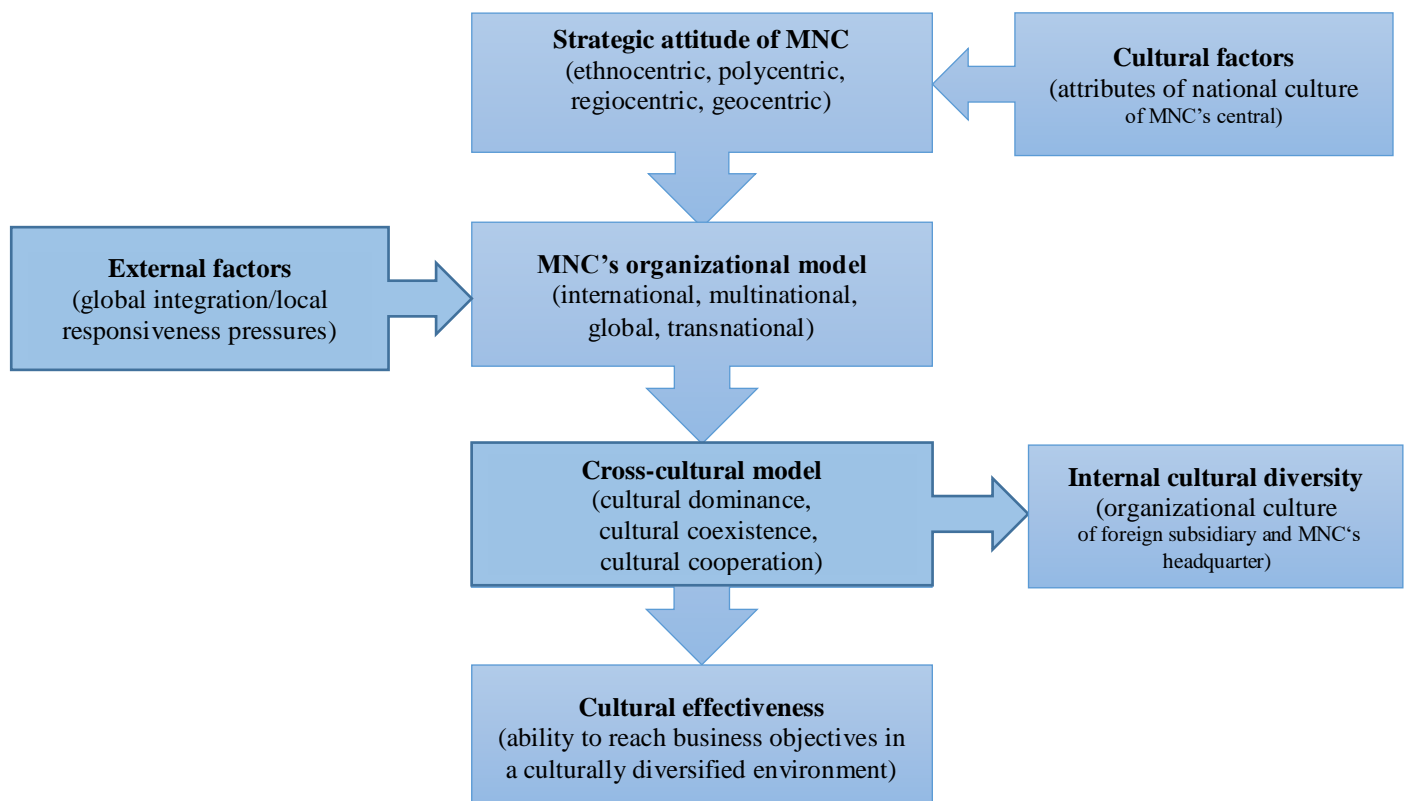 Strategic attitude of MNC
(ethnocentric, polycentric,
regiocentric, geocentric)
Cultural factors
(attributes of national culture
of MNC’s central)
External factors
(global integration/local
responsiveness pressures)
MNC’s organizational model
(international, multinational,
global, transnational)
Cross-cultural model
(cultural dominance,
cultural coexistence,
cultural cooperation)
Internal cultural diversity
(organizational culture
of foreign subsidiary and MNC‘s
headquarter)
Cultural effectiveness
(ability to reach business objectives in
a culturally diversified environment)